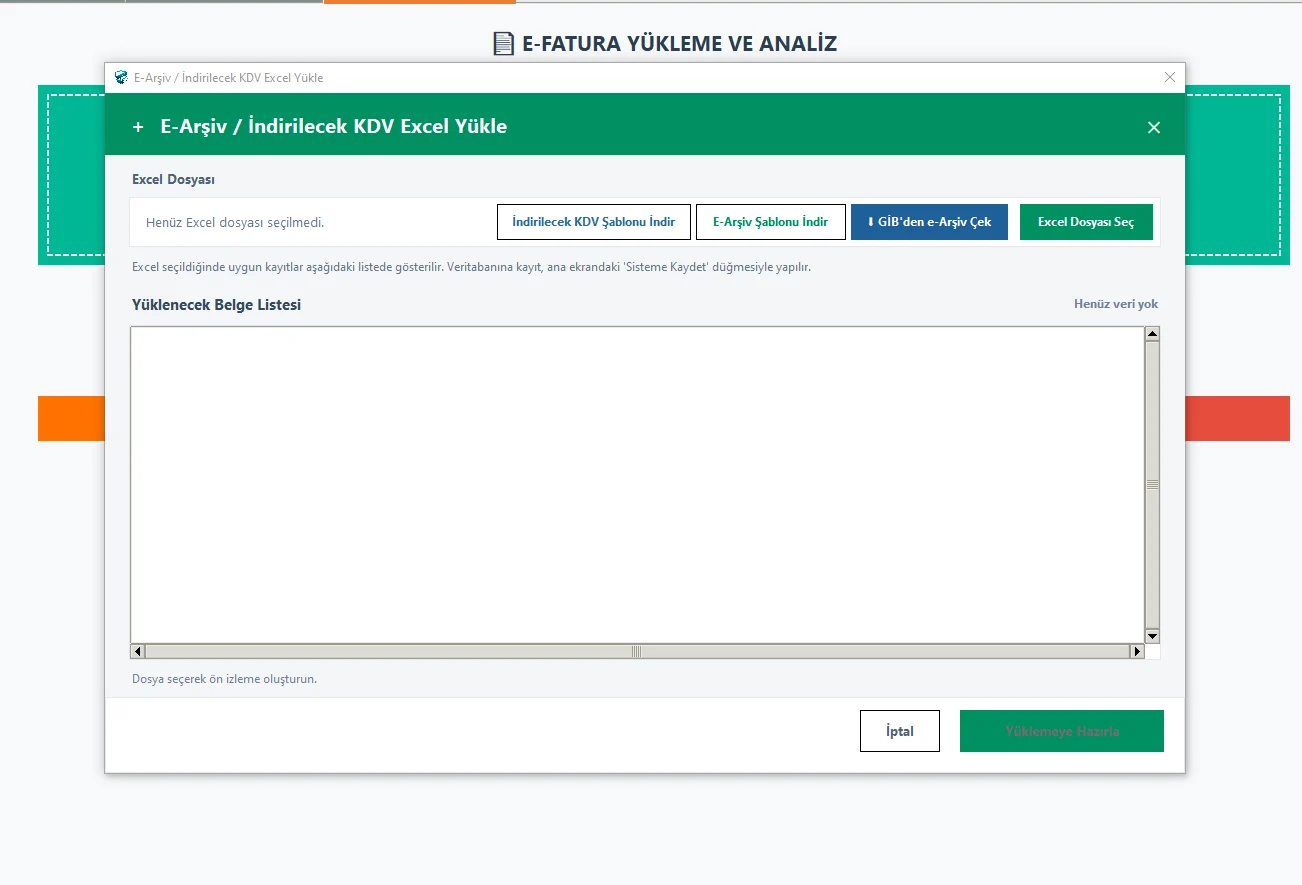 E-FATURA YÜKLEME VE ANALİZ
E-Arşiv / İndirilecek KDV Excel Yükle
+ E-Arşiv / İndirilecek KDV Excel Yükle
Excel Dosyası
Henüz Excel dosyası seçilmedi.
İndirilecek KDV Şablonu İndir
E-Arşiv Şablonu İndir
⬇ GİB'den e-Arşiv Çek
Excel Dosyası Seç
Excel seçildiğinde uygun kayıtlar aşağıdaki listede gösterilir. Veritabanına kayıt, ana ekrandaki 'Sisteme Kaydet' düğmesiyle yapılır.
Yüklenecek Belge Listesi
Henüz veri yok
Dosya seçerek ön izleme oluşturun.
İptal
Yüklemeye Hazırla